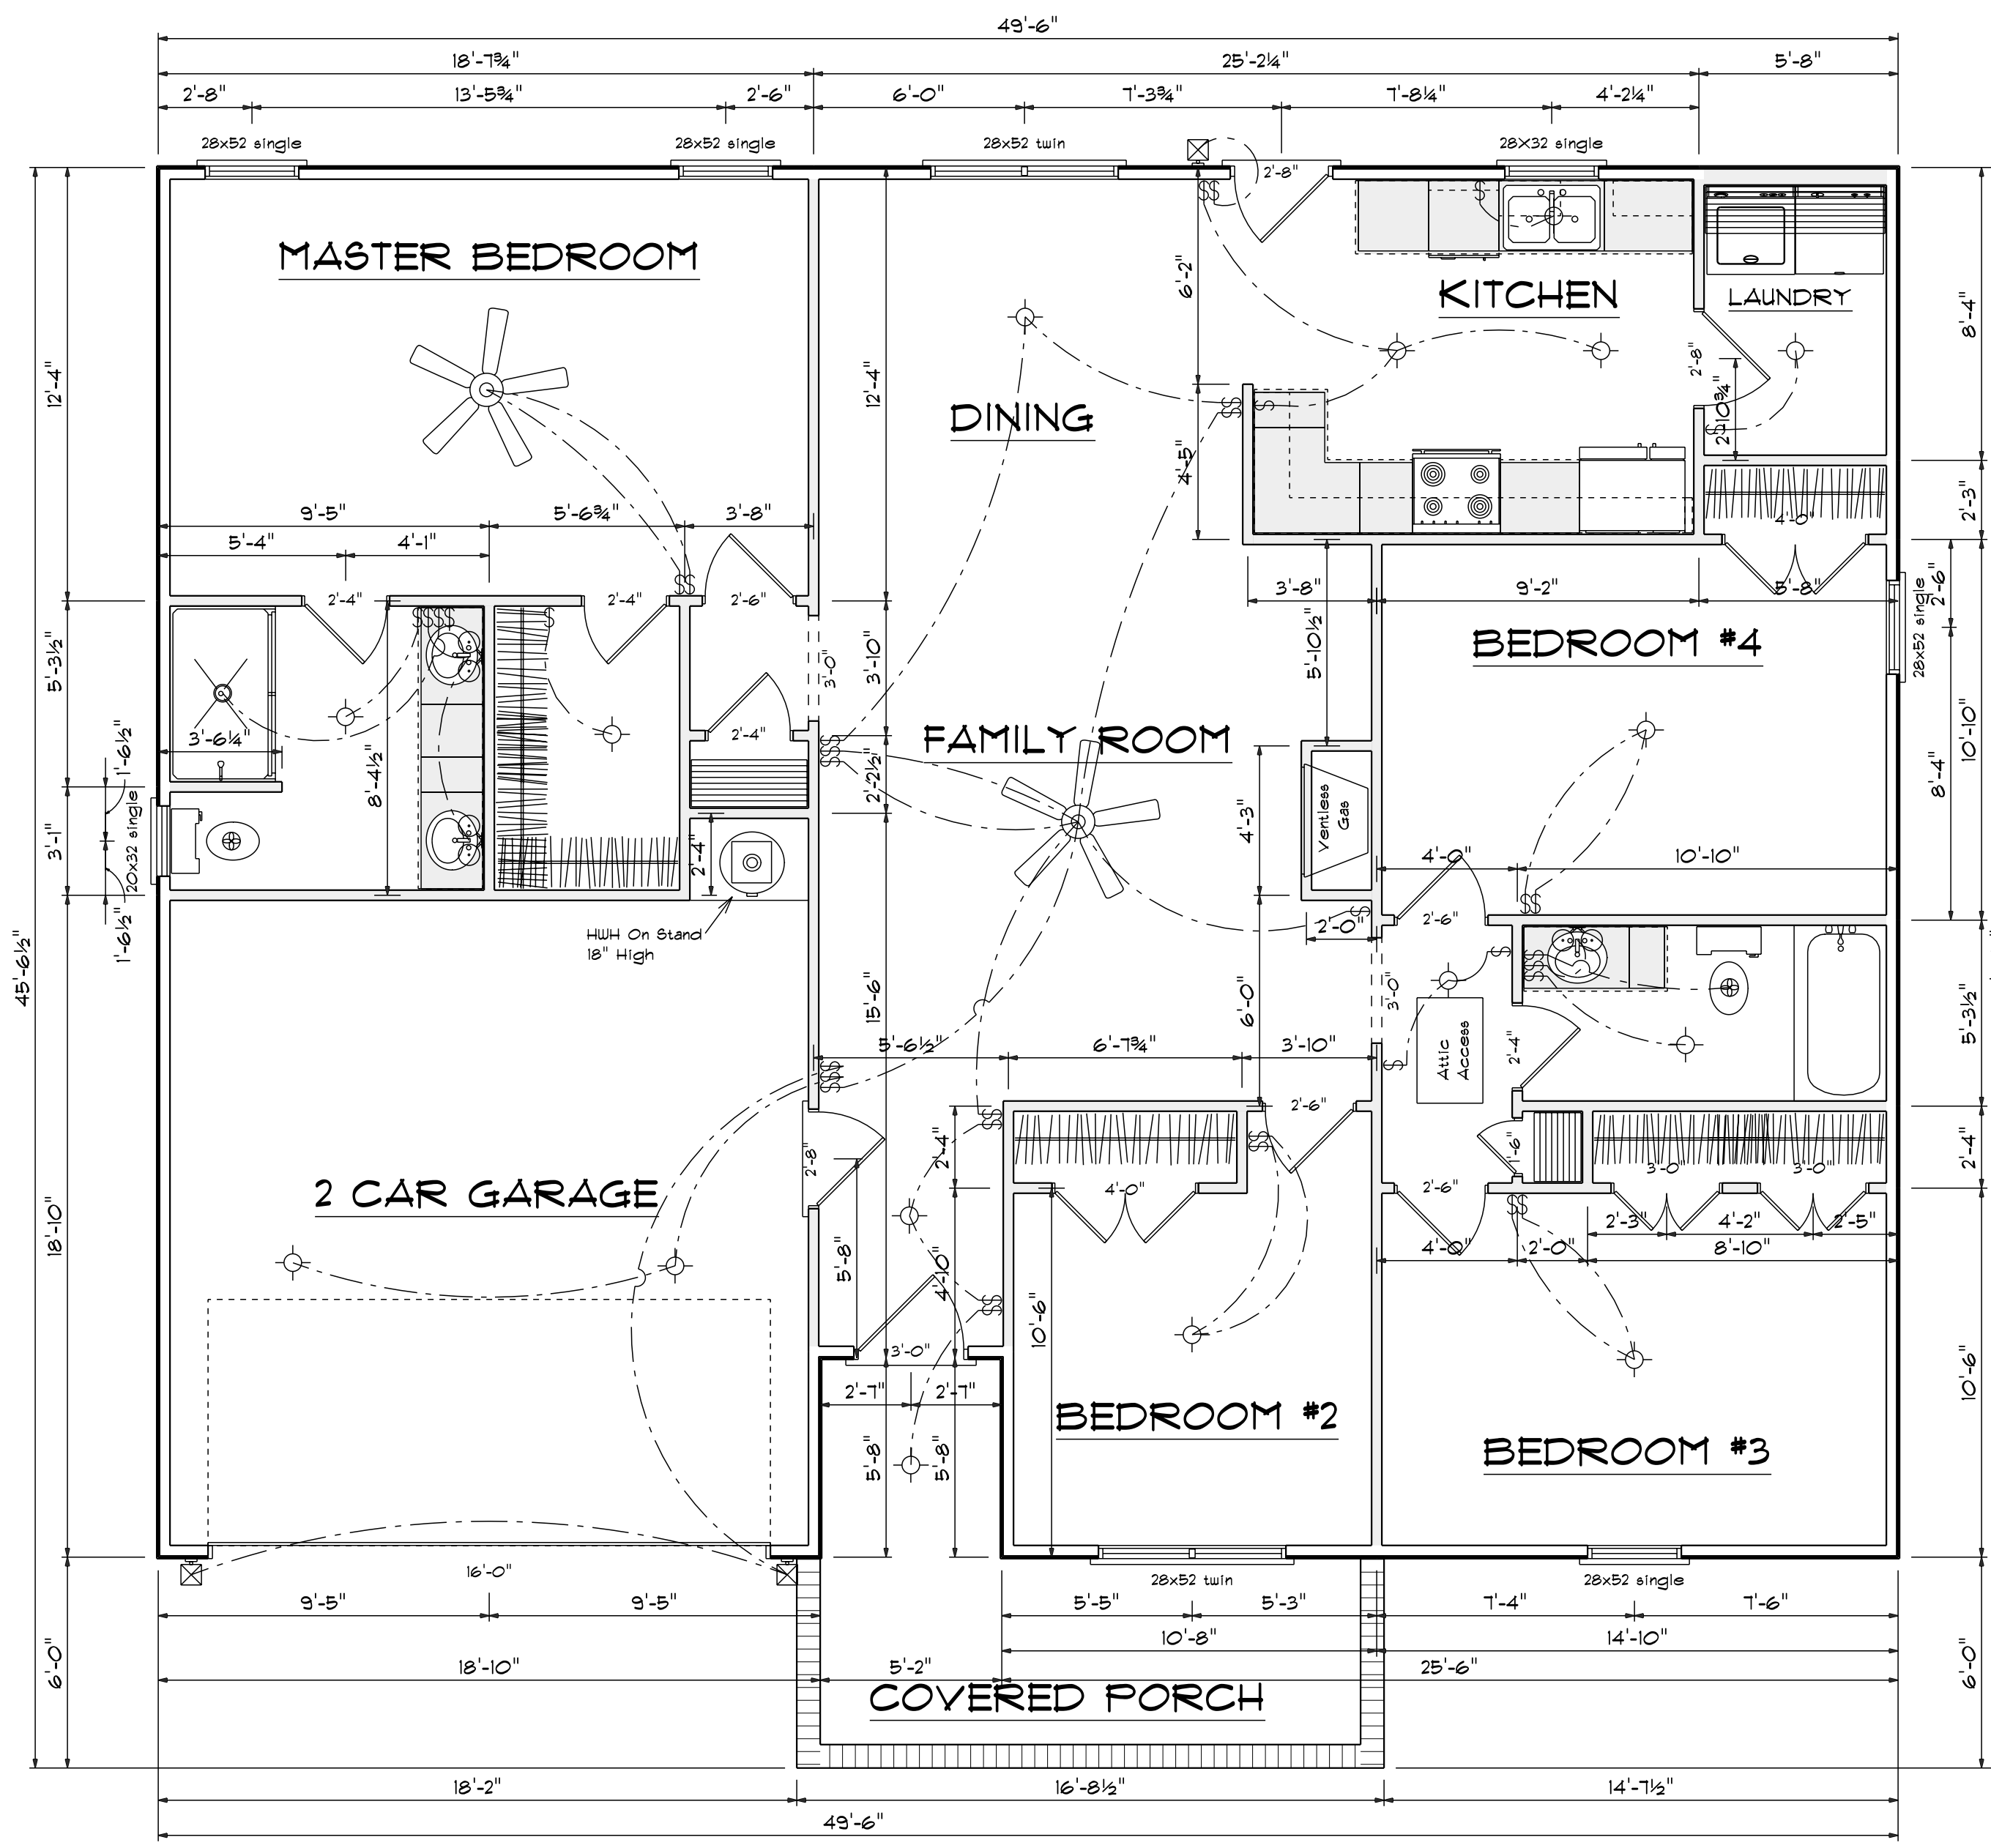 49'-6"
18'-7¾" 25'-2¼" 5'-8"
2'-8" 13'-5¾" 2'-6" 6'-0" 7'-3¾" 7'-8¼" 4'-2¼"
28x52 single 28x52 single 28x52 twin 28X32 single
2'-8"
MASTER BEDROOM
KITCHEN
LAUNDRY
6'-2"
8'-4"
12'-4"
12'-4"
2'-8"
2'-10¾"
DINING
4'-5"
2'-3"
4'-0"
9'-5" 5'-6¾" 3'-8"
5'-4" 4'-1"
2'-4" 2'-4" 2'-6"
3'-8" 9'-2" 5'-8"
2'-6"
28x52 single
5'-10½"
BEDROOM #4
5'-3½"
3'-10"
3'-0"
10'-10"
8'-4"
3'-6¼"
2'-4"
FAMILY ROOM
1'-6½"
8'-4½"
2'-2½"
20x32 single
3'-1"
1'-6½"
2'-4"
4'-3"
Ventless
Gas
4'-0" 10'-10"
HWH On Stand
18" High
2'-0"
2'-6"
45'-6½"
15'-6"
6'-0"
3'-0"
5'-3½"
5'-6½" 6'-7¾" 3'-10"
Attic
Access
2'-4"
2'-6"
2'-8"
2'-4"
1'-6"
2'-4"
3'-0" 3'-0"
2 CAR GARAGE
4'-0"
2'-6"
18'-10"
2'-3" 4'-2" 2'-5"
4'-0" 2'-0" 8'-10"
5'-8"
4'-10"
10'-6"
10'-6"
3'-0"
2'-7" 2'-7"
BEDROOM #2
BEDROOM #3
5'-8" 5'-8"
16'-0"
28x52 twin 28x52 single
9'-5" 9'-5" 5'-5" 5'-3" 7'-4" 7'-6"
10'-8" 14'-10"
6'-0" 6'-0"
18'-10" 5'-2" 25'-6"
COVERED PORCH
18'-2" 16'-8½" 14'-7½"
49'-6"